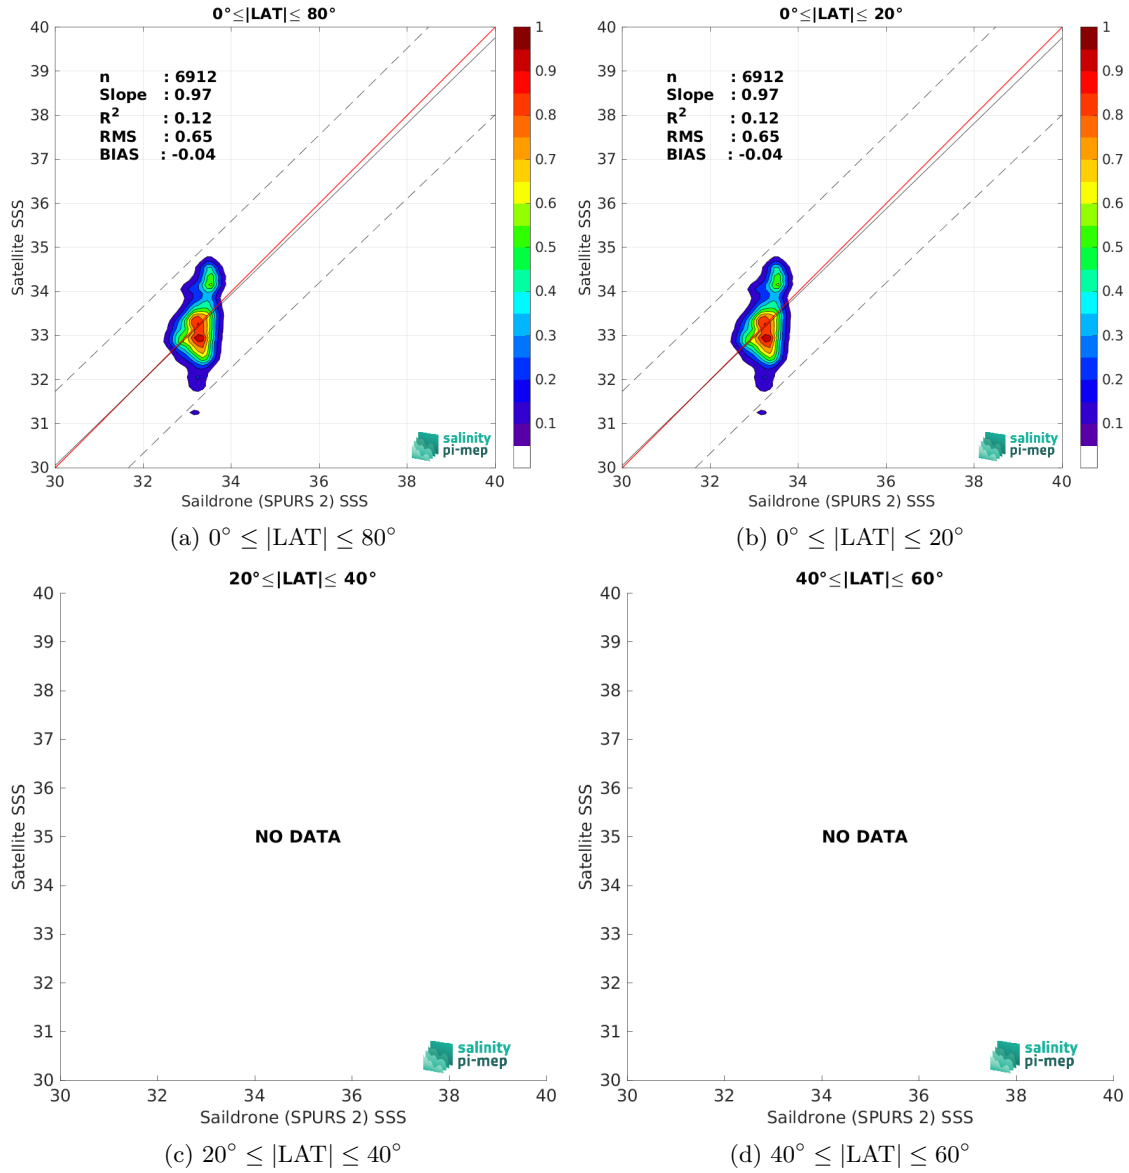 0°≤|LAT|≤ 80°
40
39
38
37
36
35
34
33
32
31
30
30
32
34
36
38
40
Satellite SSS
Saildrone (SPURS 2) SSS
n : 6912
Slope : 0.97
R² : 0.12
RMS : 0.65
BIAS : -0.04
1
0.9
0.8
0.7
0.6
0.5
0.4
0.3
0.2
0.1
salinity
pi-mep
(a) 0° ≤ |LAT| ≤ 80°
0°≤|LAT|≤ 20°
40
39
38
37
36
35
34
33
32
31
30
30
32
34
36
38
40
Satellite SSS
Saildrone (SPURS 2) SSS
n : 6912
Slope : 0.97
R² : 0.12
RMS : 0.65
BIAS : -0.04
1
0.9
0.8
0.7
0.6
0.5
0.4
0.3
0.2
0.1
salinity
pi-mep
(b) 0° ≤ |LAT| ≤ 20°
20°≤|LAT|≤ 40°
40
39
38
37
36
35
34
33
32
31
30
30
32
34
36
38
40
Satellite SSS
Saildrone (SPURS 2) SSS
NO DATA
salinity
pi-mep
(c) 20° ≤ |LAT| ≤ 40°
40°≤|LAT|≤ 60°
40
39
38
37
36
35
34
33
32
31
30
30
32
34
36
38
40
Satellite SSS
Saildrone (SPURS 2) SSS
NO DATA
salinity
pi-mep
(d) 40° ≤ |LAT| ≤ 60°